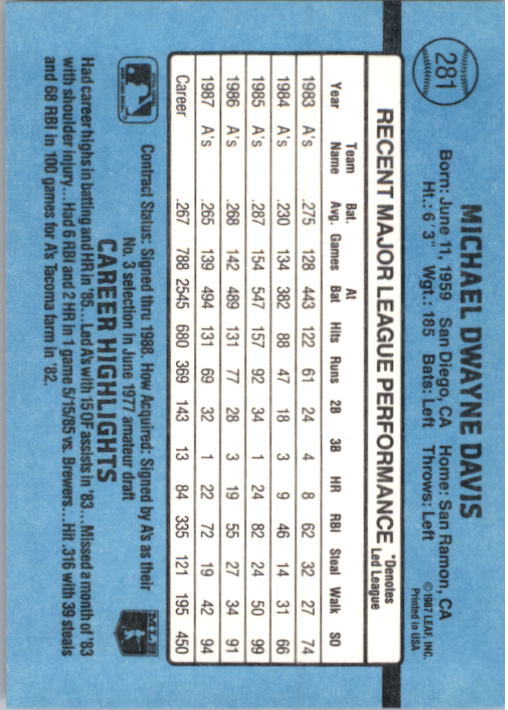 281
MICHAEL DWAYNE DAVIS
Born: June 11, 1959 San Diego, CA Home: San Ramon, CA
Ht.: 6' 3" Wgt.: 185 Bats: Left Throws: Left
©1987 LEAF, INC.
Printed in USA
RECENT MAJOR LEAGUE PERFORMANCE
*Denotes
Led League
Year Team Name Bat. Avg. Games At Bat Hits Runs 2B 3B HR RBI Steal Walk SO
1983 A's .275 128 443 122 61 24 4 8 62 32 27 74
1984 A's .230 134 382 88 47 18 3 9 46 14 31 66
1985 A's .287 154 547 157 92 34 1 24 82 24 50 99
1986 A's .268 142 489 131 77 28 3 19 55 27 34 91
1987 A's .265 139 494 131 69 32 1 22 72 19 42 94
Career .267 788 2545 680 369 143 13 84 335 121 195 450
Contract Status: Signed thru 1988. How Acquired: Signed by A's as their
No. 3 selection in June 1977 amateur draft
MLB
CAREER HIGHLIGHTS
Had career highs in batting and HR in '85... Led A's with 15 OF assists in '83... Missed a month of '83
with shoulder injury... Had 6 RBI and 2 HR in 1 game 5/15/85 vs. Brewers... Hit .316 with 39 steals
and 68 RBI in 100 games for A's Tacoma farm in '82.